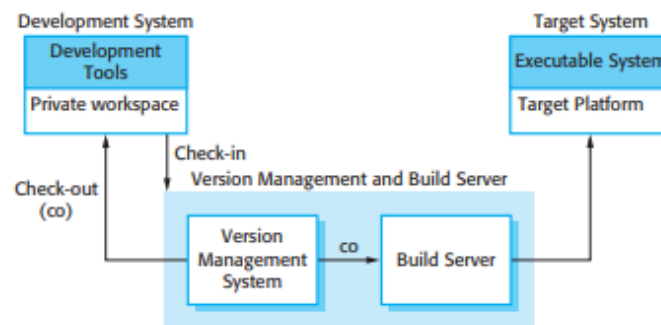 Development System
Target System
Development
Tools
Executable System
Private workspace
Target Platform
Check-in
Check-out
(co)
Version Management and Build Server
Version
Management
System
co
Build Server